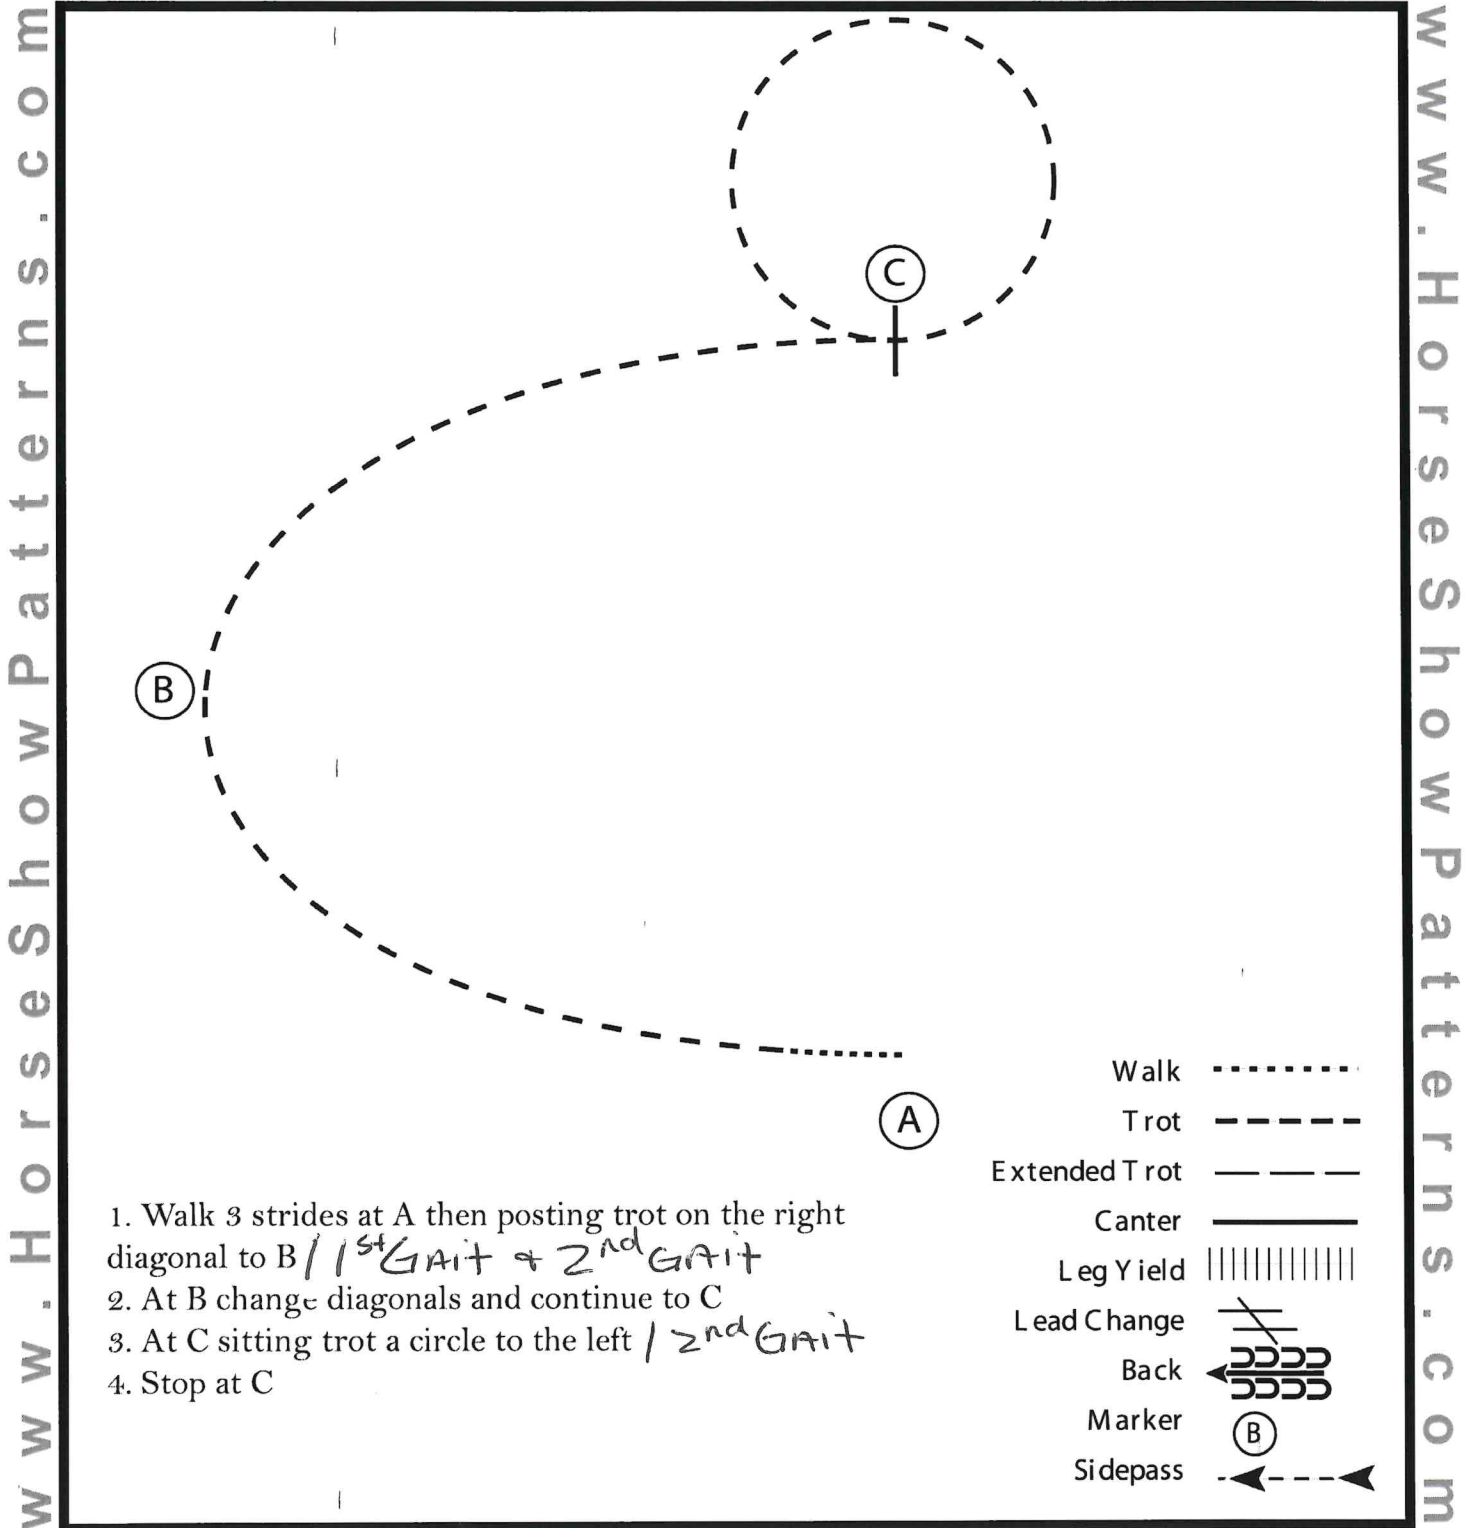 www.HorseShowPatterns.com
www.HorseShowPatterns.com
C
B
A
Walk
Trot
Extended Trot
Canter
Leg Yield
Lead Change
Back
Marker
B
Sidepass
1. Walk 3 strides at A then posting trot on the right
diagonal to B / 1st GAit & 2nd GAit
2. At B change diagonals and continue to C
3. At C sitting trot a circle to the left / 2nd GAit
4. Stop at C